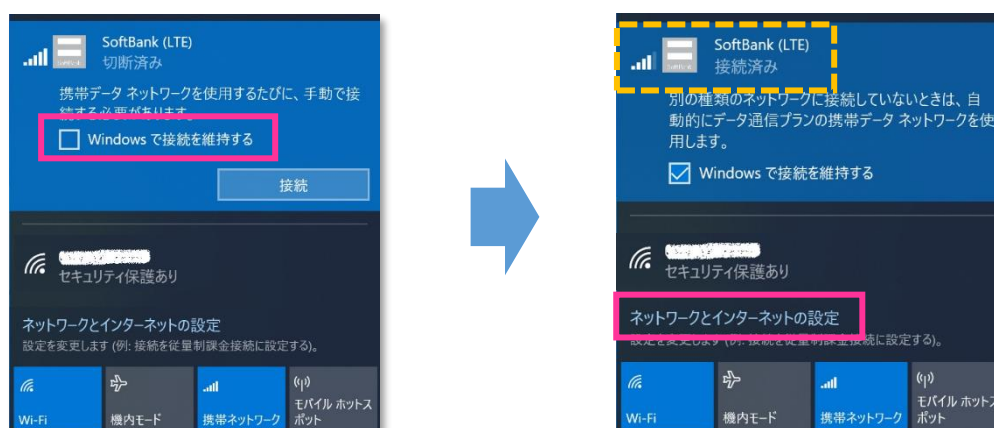 SoftBank (LTE)
切断済み
携帯データ ネットワークを使用するたびに、手動で接
続する必要があります。
Windows で接続を維持する
接続
セキュリティ保護あり
ネットワークとインターネットの設定
設定を変更します (例: 接続を従量制課金接続に設定する)。
Wi-Fi
機内モード
携帯ネットワーク
モバイル ホットス
ポット
SoftBank (LTE)
接続済み
別の種類のネットワークに接続していないときは、自
動的にデータ通信プランの携帯データ ネットワークを使
用します。
Windows で接続を維持する
セキュリティ保護あり
ネットワークとインターネットの設定
設定を変更します (例: 接続を従量制課金接続に設定する)。
Wi-Fi
機内モード
携帯ネットワーク
モバイル ホットス
ポット